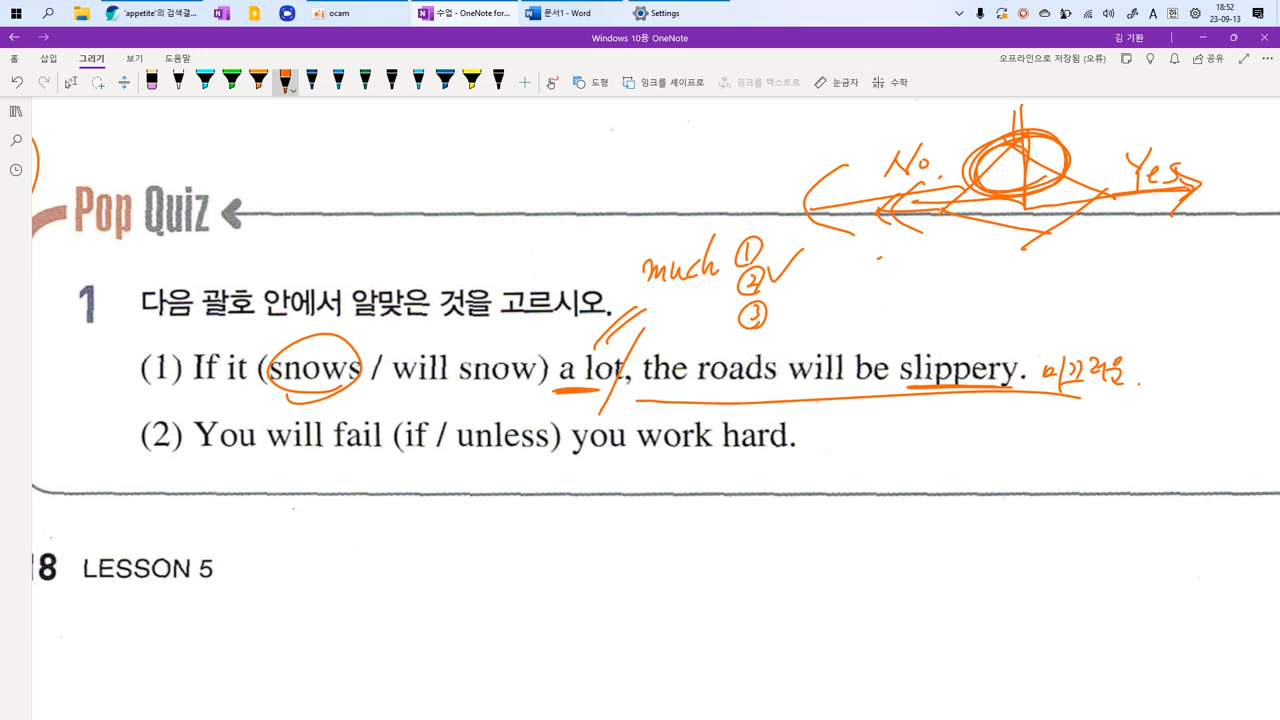 'appetite'의 검색결...
ocam
수업 - OneNote for...
문서1 - Word
Settings
A
한
18:52
23-09-13
Windows 10용 OneNote
김 기환
홈
삽입
그리기
보기
도움말
오프라인으로 저장됨 (오류)
공유
도형
잉크를 셰이프로
잉크를 텍스트로
눈금자
수학
No.
Yes
Pop Quiz
much ①
②
③
1 다음 괄호 안에서 알맞은 것을 고르시오.
(1) If it (snows / will snow) a lot, the roads will be slippery. 미끄러운
(2) You will fail (if / unless) you work hard.
18 LESSON 5